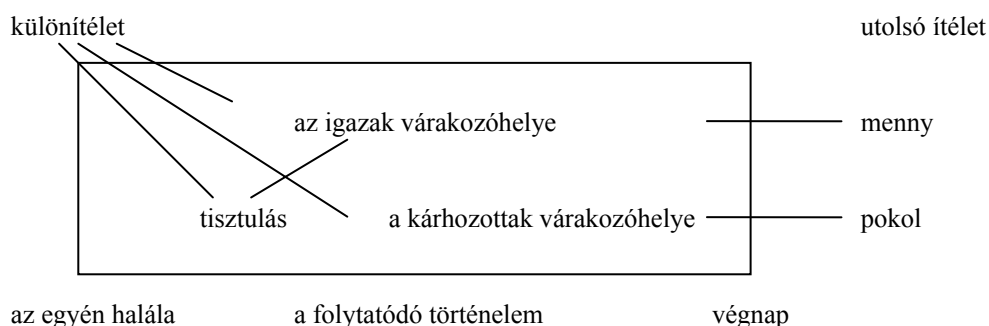 különítélet utolsó ítélet
az igazak várakozóhelye menny
tisztulás a kárhozottak várakozóhelye pokol
az egyén halála a folytatódó történelem végnap